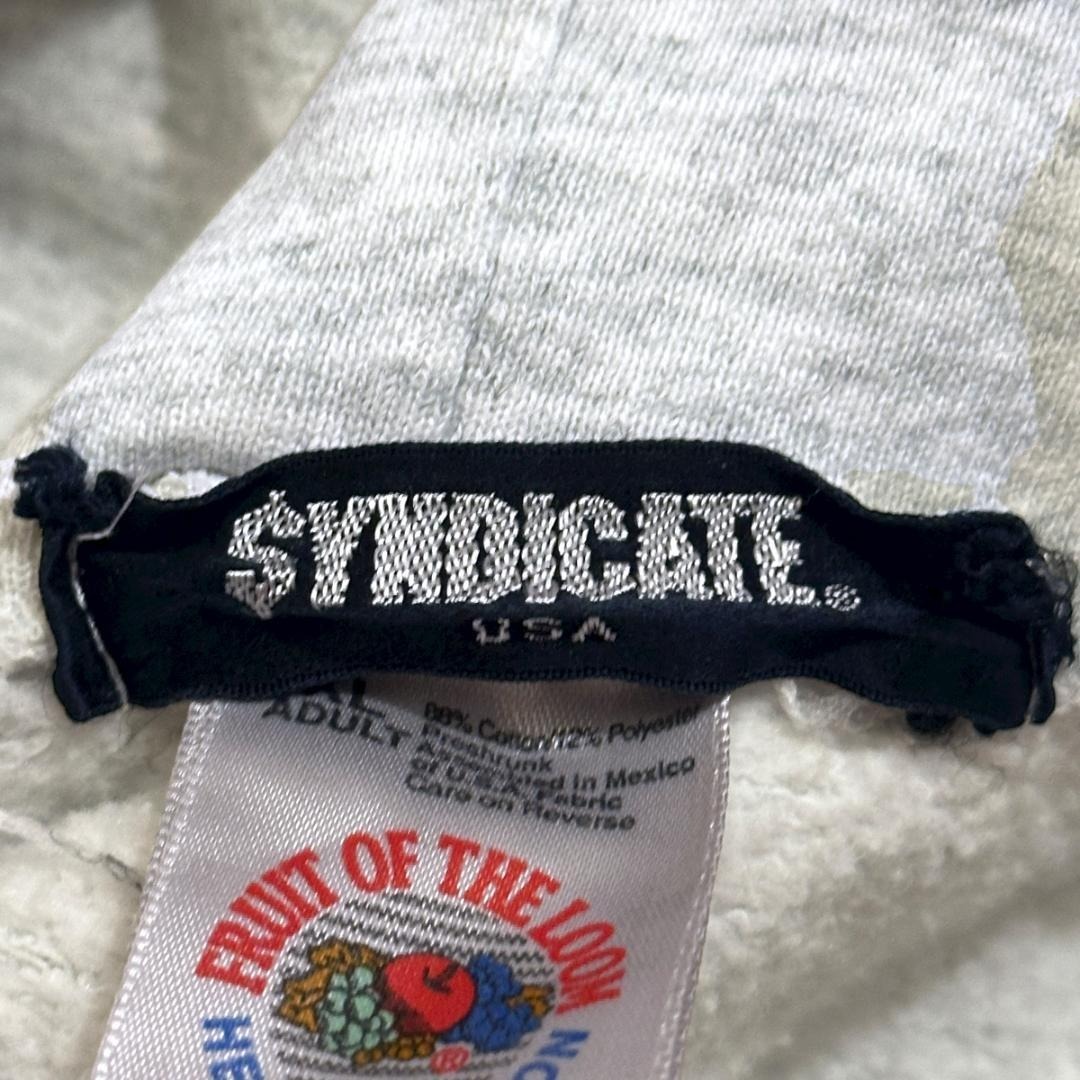 $YNDICATE.®
USA
XL
ADULT
88% Cotton/12% Polyester
Preshrunk
Assembled in Mexico
of U.S.A. Fabric
Care on Reverse
FRUIT OF THE LOOM
®